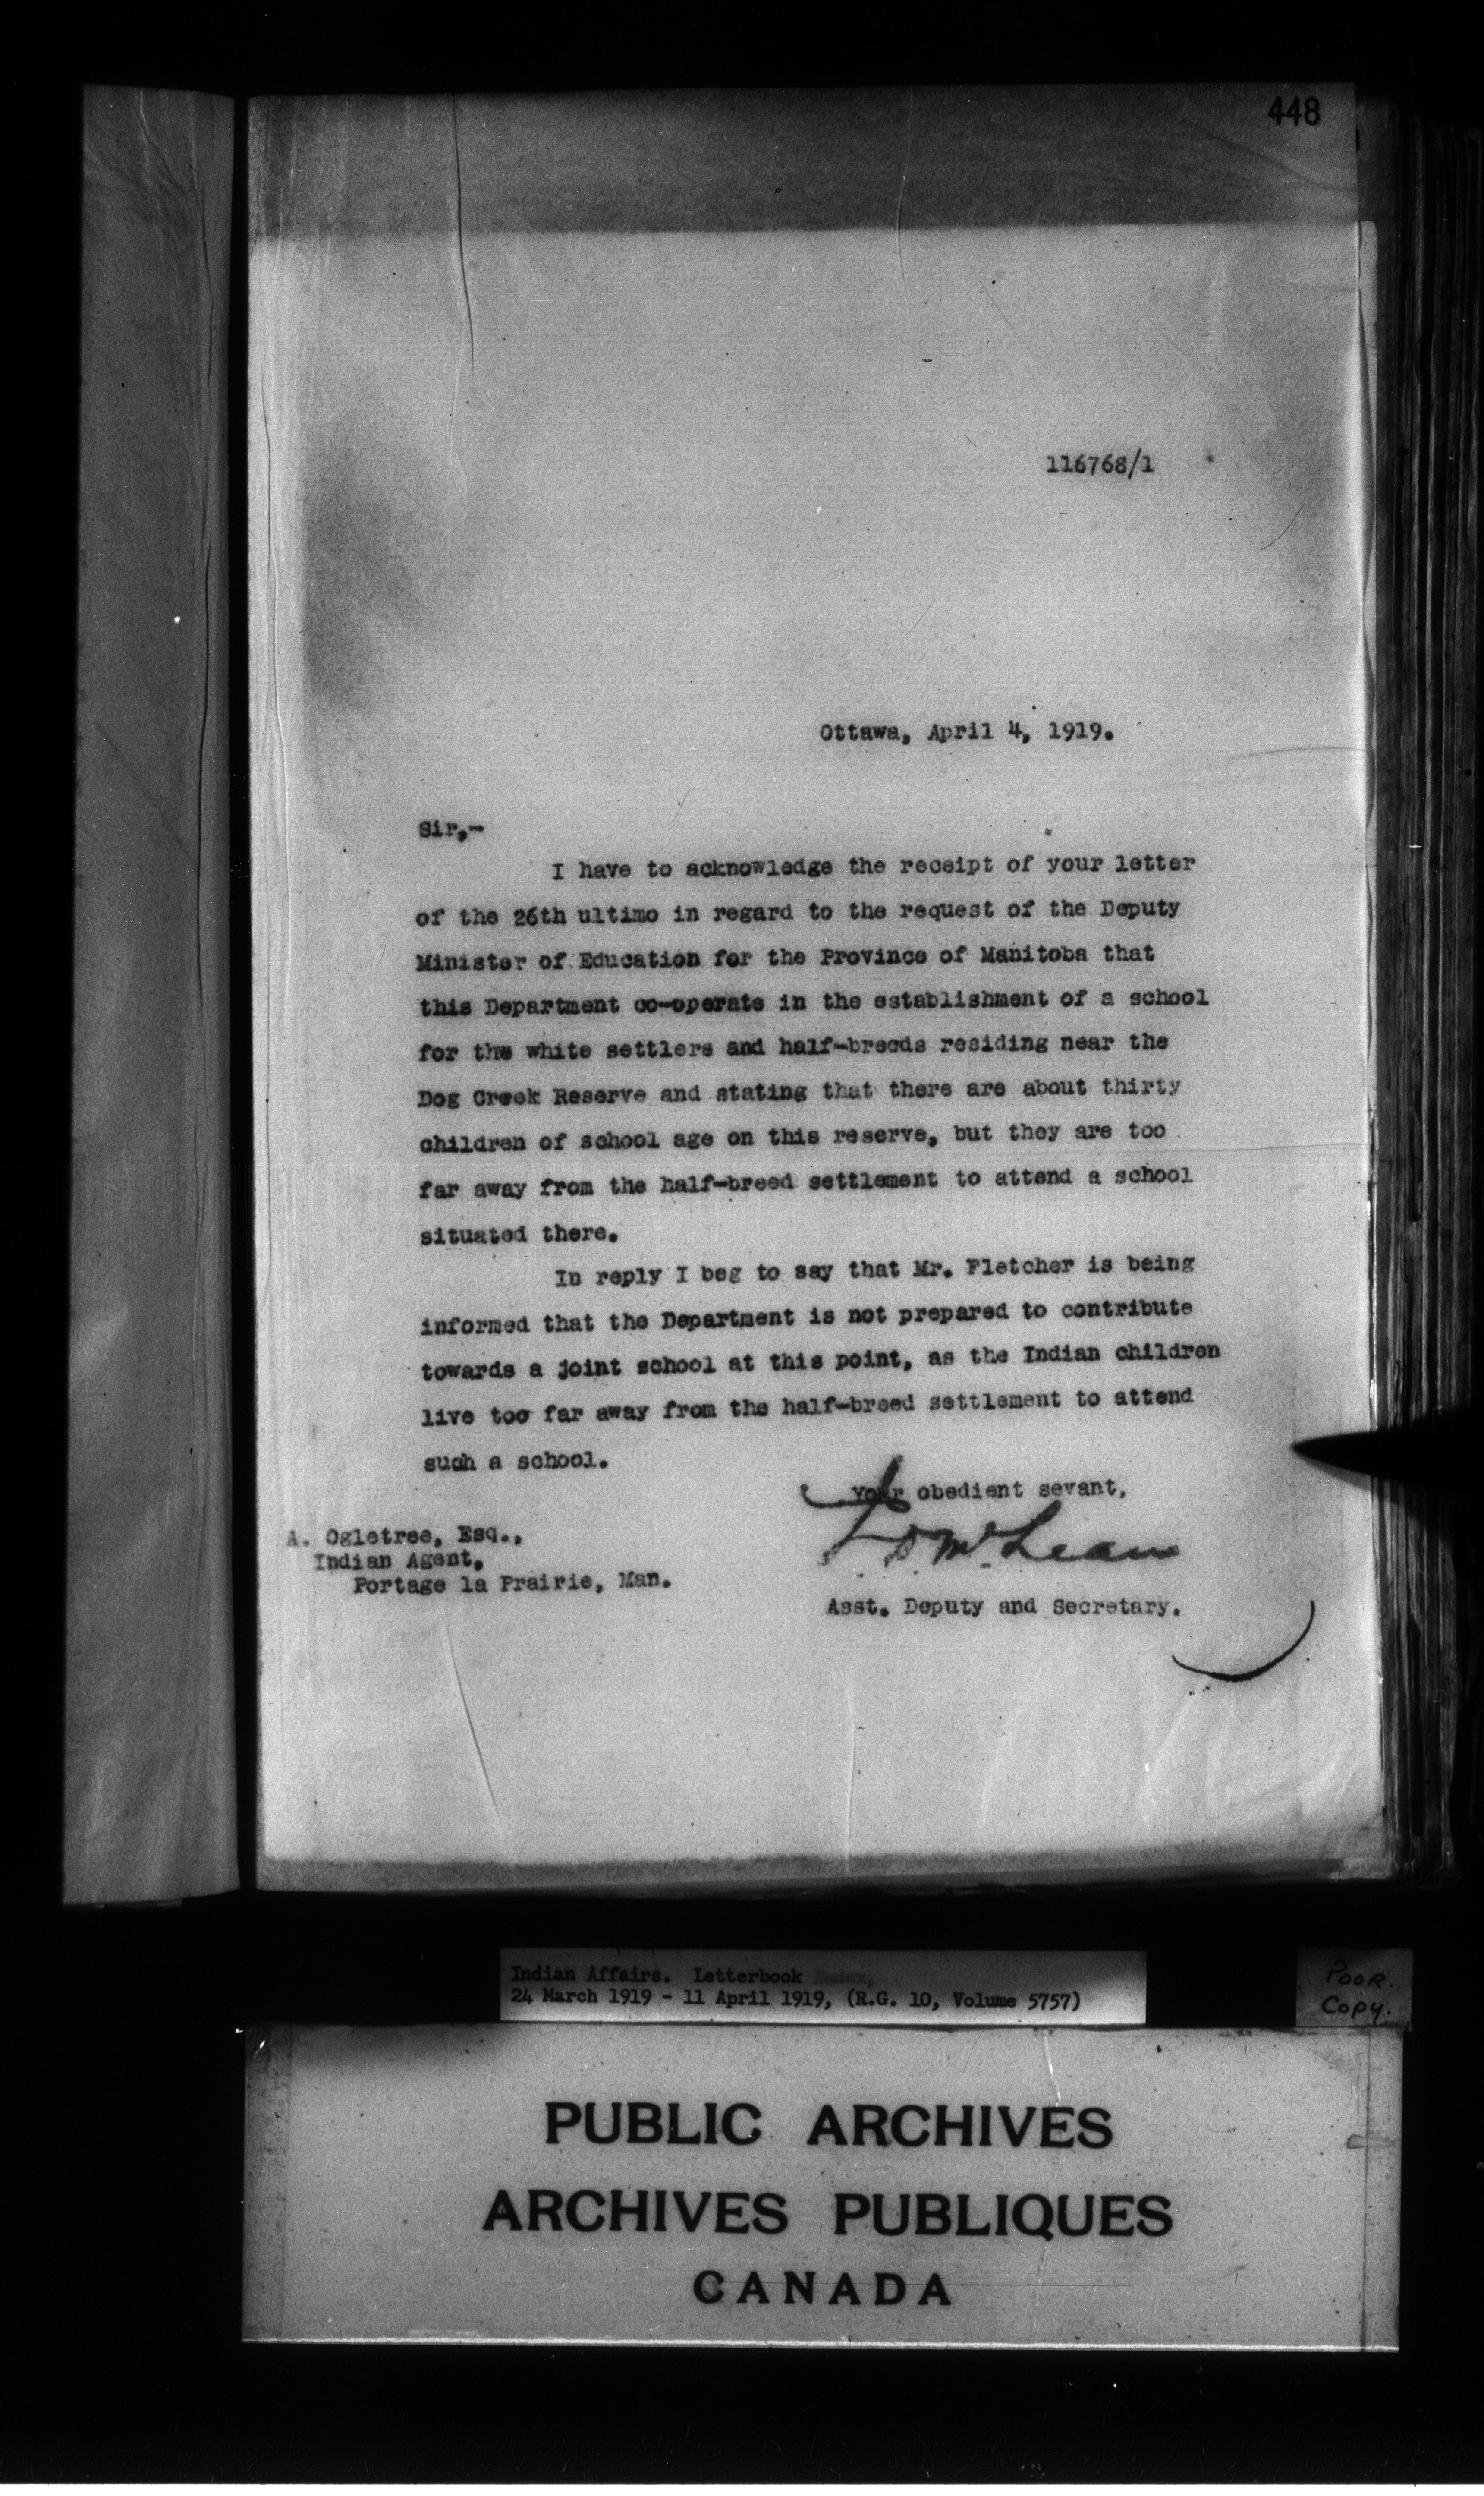 448
116768/1
Ottawa, April 4, 1919.
Sir,-
I have to acknowledge the receipt of your letter
of the 26th ultimo in regard to the request of the Deputy
Minister of Education for the Province of Manitoba that
this Department co-operate in the establishment of a school
for the white settlers and half-breeds residing near the
Dog Creek Reserve and stating that there are about thirty
children of school age on this reserve, but they are too
far away from the half-breed settlement to attend a school
situated there.
In reply I beg to say that Mr. Fletcher is being
informed that the Department is not prepared to contribute
towards a joint school at this point, as the Indian children
live too far away from the half-breed settlement to attend
such a school.
Your obedient sevant,
J D McLean
A. Ogletree, Esq.,
Indian Agent,
Portage la Prairie, Man.
Asst. Deputy and Secretary.
Indian Affairs. Letterbook
24 March 1919 - 11 April 1919, (R.G. 10, Volume 5757)
POOR.
COPY.
PUBLIC ARCHIVES
ARCHIVES PUBLIQUES
CANADA